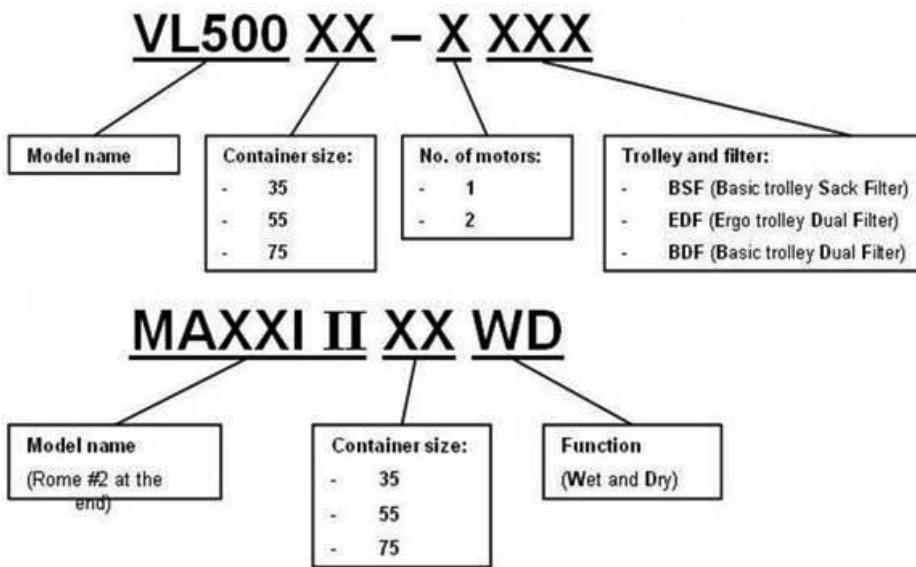 VL500 XX – X XXX
Model name
Container size:
- 35
- 55
- 75
No. of motors:
- 1
- 2
Trolley and filter:
- BSF (Basic trolley Sack Filter)
- EDF (Ergo trolley Dual Filter)
- BDF (Basic trolley Dual Filter)
MAXXI II XX WD
Model name
(Rome #2 at the
end)
Container size:
- 35
- 55
- 75
Function
(Wet and Dry)